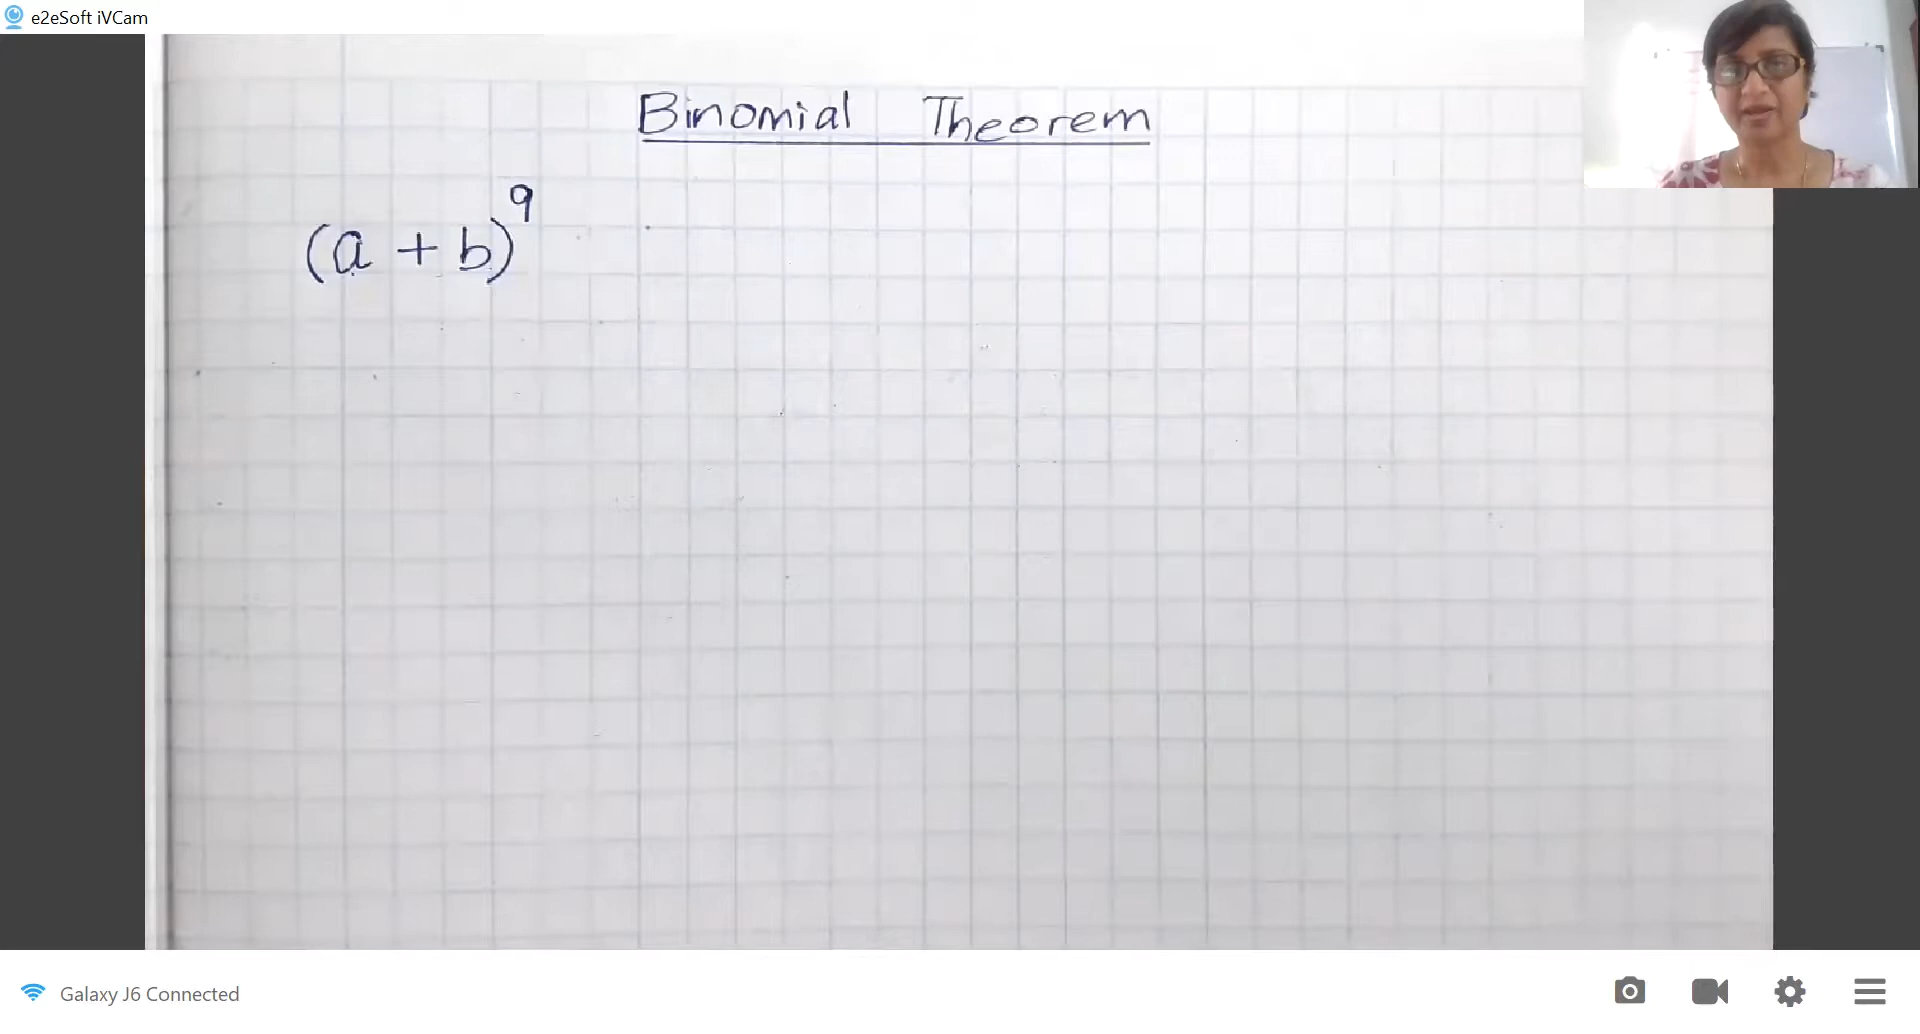 e2eSoft iVCam
Binomial Theorem
(a + b)⁹
Galaxy J6 Connected